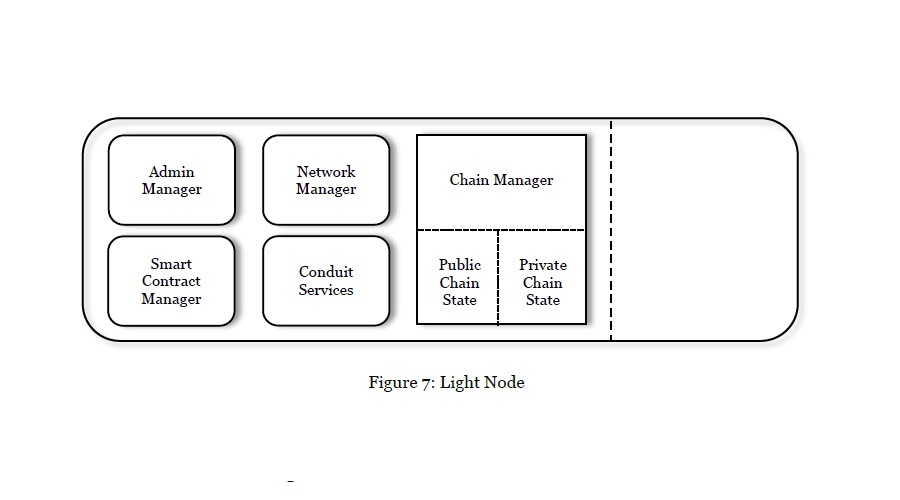 Admin
Manager
Network
Manager
Chain Manager
Smart
Contract
Manager
Conduit
Services
Public
Chain
State
Private
Chain
State
Figure 7: Light Node